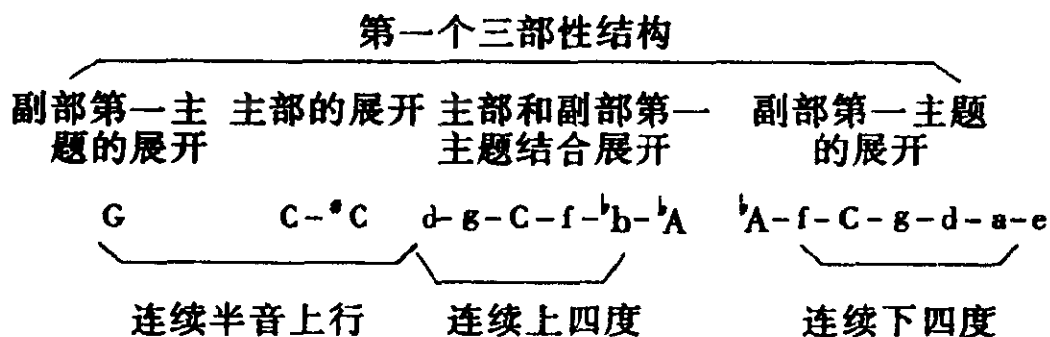 第一个三部性结构
副部第一主 主部的展开 主部和副部第一 副部第一主题
题的展开 主题结合展开 的展开
G C-#C d-g-C-f-♭b-♭A ♭A-f-C-g-d-a-e
连续半音上行 连续上四度 连续下四度